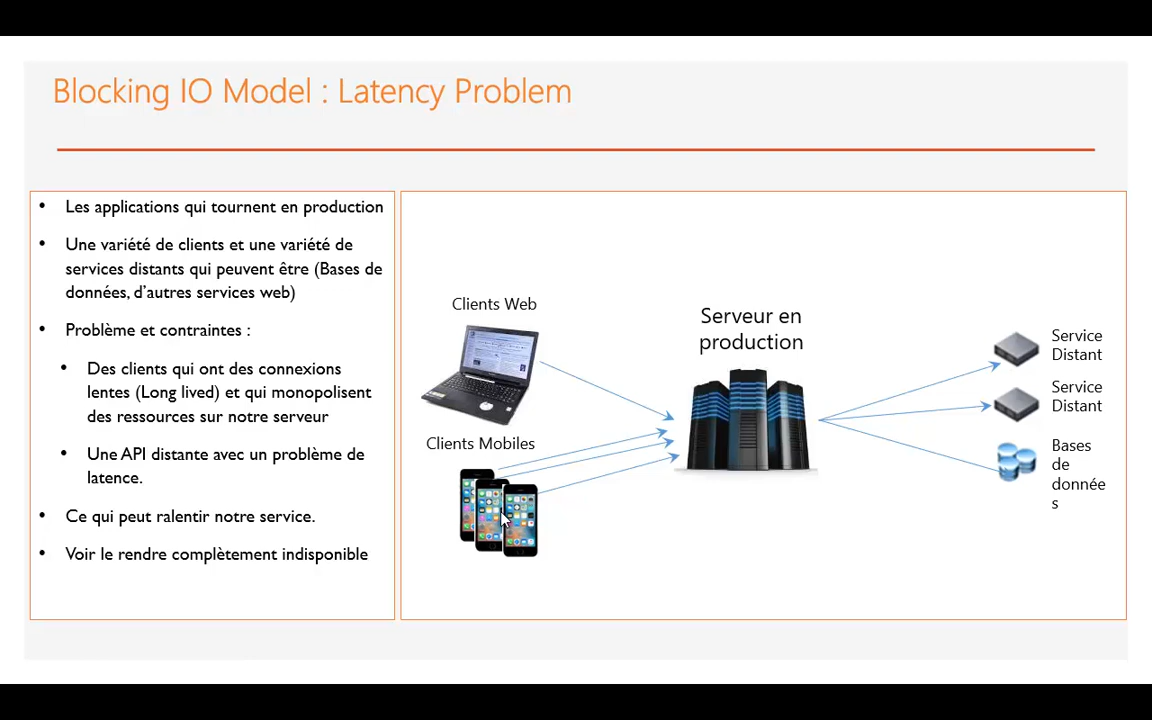 Blocking IO Model : Latency Problem
• Les applications qui tournent en production
• Une variété de clients et une variété de
services distants qui peuvent être (Bases de
données, d'autres services web)
• Problème et contraintes :
• Des clients qui ont des connexions
lentes (Long lived) et qui monopolisent
des ressources sur notre serveur
• Une API distante avec un problème de
latence.
• Ce qui peut ralentir notre service.
• Voir le rendre complètement indisponible
Clients Web
Clients Mobiles
Serveur en
production
Service
Distant
Service
Distant
Bases
de
donnée
s